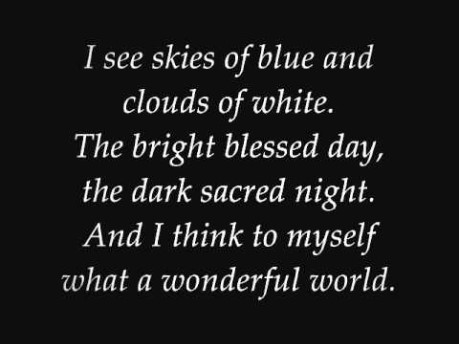 I see skies of blue and
clouds of white.
The bright blessed day,
the dark sacred night.
And I think to myself
what a wonderful world.